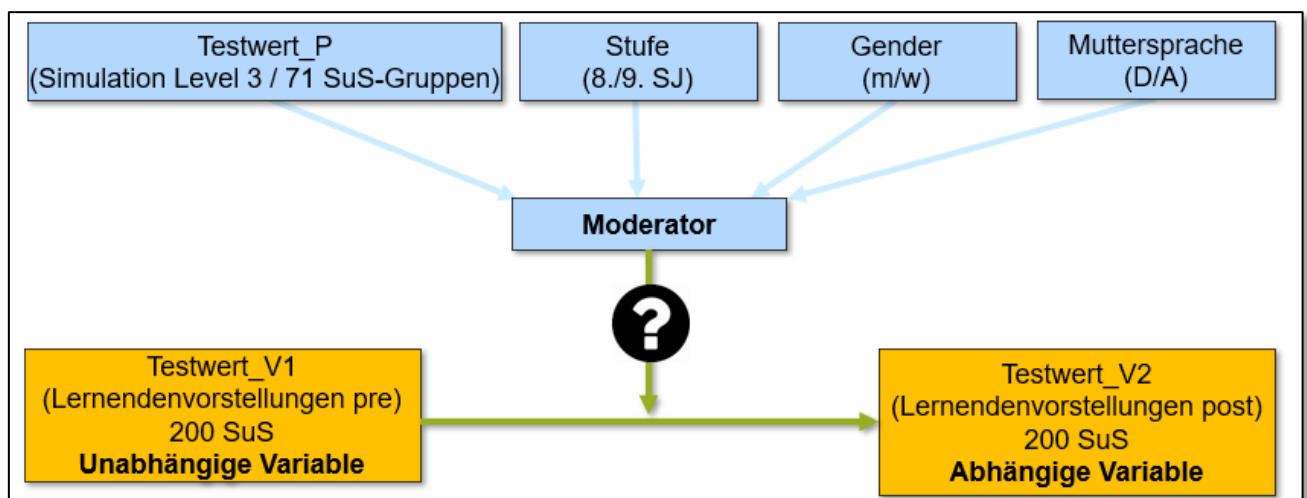 Testwert_P
(Simulation Level 3 / 71 SuS-Gruppen)
Stufe
(8./9. SJ)
Gender
(m/w)
Muttersprache
(D/A)
Moderator
?
Testwert_V1
(Lernendenvorstellungen pre)
200 SuS
Unabhängige Variable
Testwert_V2
(Lernendenvorstellungen post)
200 SuS
Abhängige Variable